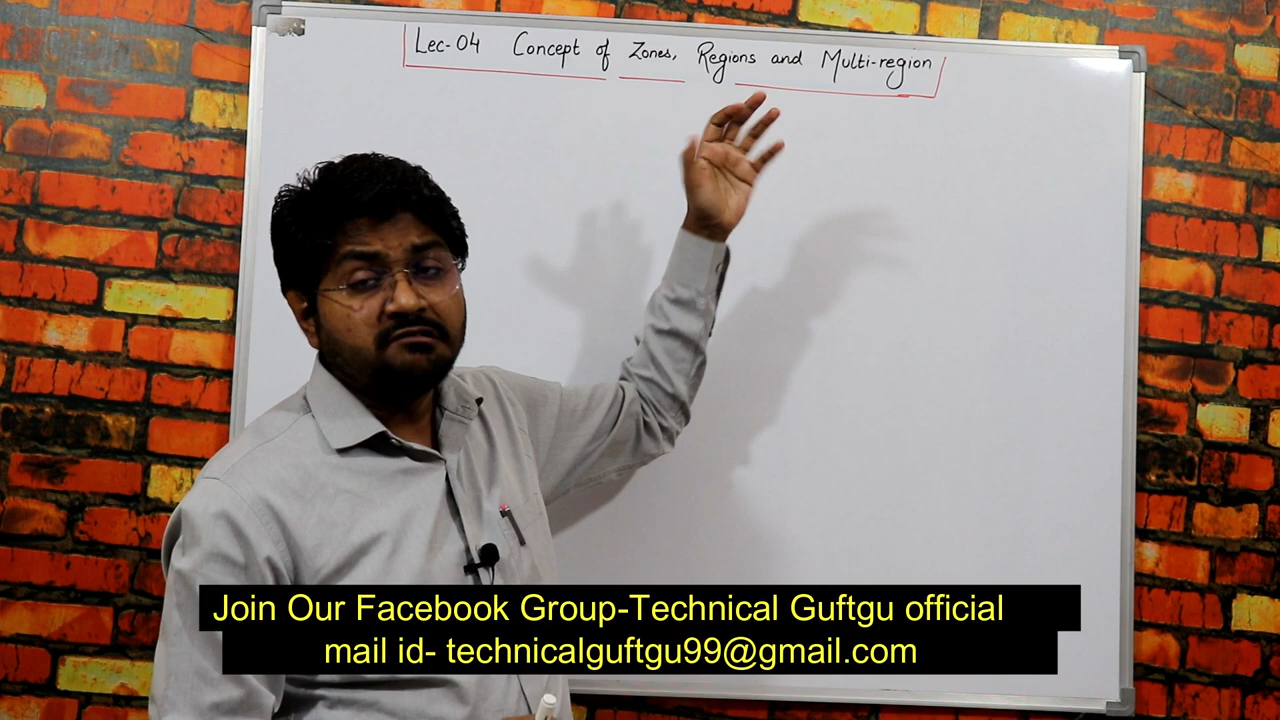 Lec-04 Concept of Zones, Regions and Multi-region
Join Our Facebook Group-Technical Guftgu official
mail id- technicalguftgu99@gmail.com